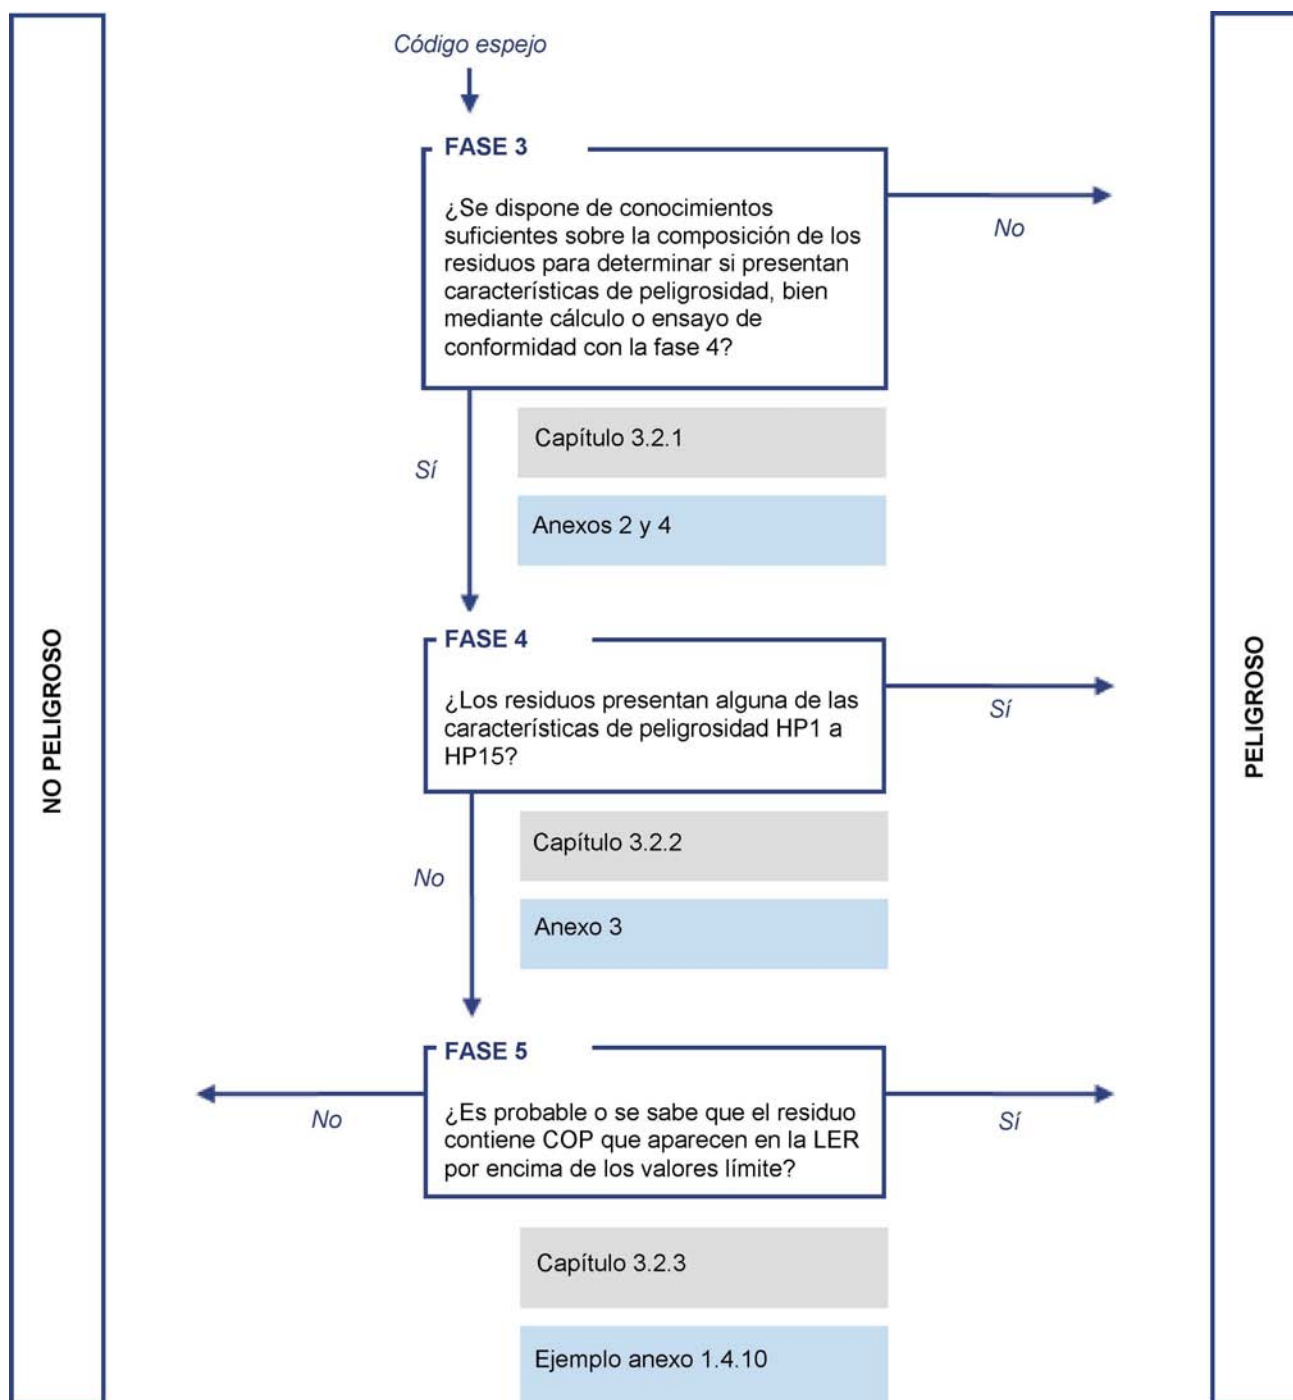 Código espejo
FASE 3
¿Se dispone de conocimientos
suficientes sobre la composición de los
residuos para determinar si presentan
características de peligrosidad, bien
mediante cálculo o ensayo de
conformidad con la fase 4?
No
Capítulo 3.2.1
Sí
Anexos 2 y 4
NO PELIGROSO
PELIGROSO
FASE 4
¿Los residuos presentan alguna de las
características de peligrosidad HP1 a
HP15?
Sí
Capítulo 3.2.2
No
Anexo 3
FASE 5
¿Es probable o se sabe que el residuo
contiene COP que aparecen en la LER
por encima de los valores límite?
No
Sí
Capítulo 3.2.3
Ejemplo anexo 1.4.10